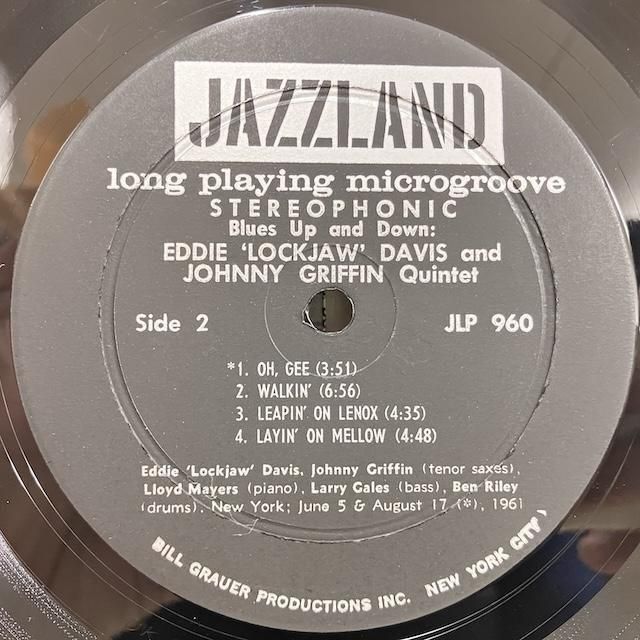 JAZZLAND
long playing microgroove
STEREOPHONIC
Blues Up and Down:
EDDIE 'LOCKJAW' DAVIS and
JOHNNY GRIFFIN Quintet
Side 2 JLP 960
*1. OH, GEE (3:51)
2. WALKIN' (6:56)
3. LEAPIN' ON LENOX (4:35)
4. LAYIN' ON MELLOW (4:48)
Eddie 'Lockjaw' Davis, Johnny Griffin (tenor saxes),
Lloyd Mayers (piano), Larry Gales (bass), Ben Riley
(drums), New York; June 5 & August 17 (*), 1961
BILL GRAUER PRODUCTIONS INC. NEW YORK CITY